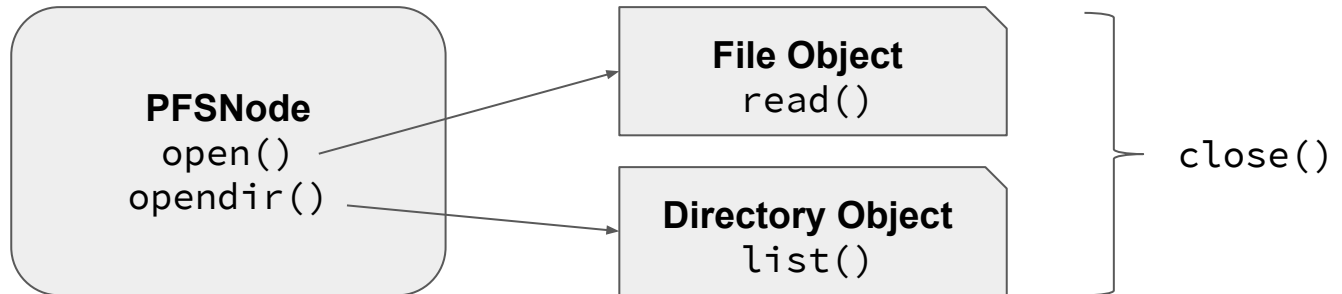 PFSNode
open()
opendir()
File Object
read()
Directory Object
list()
close()